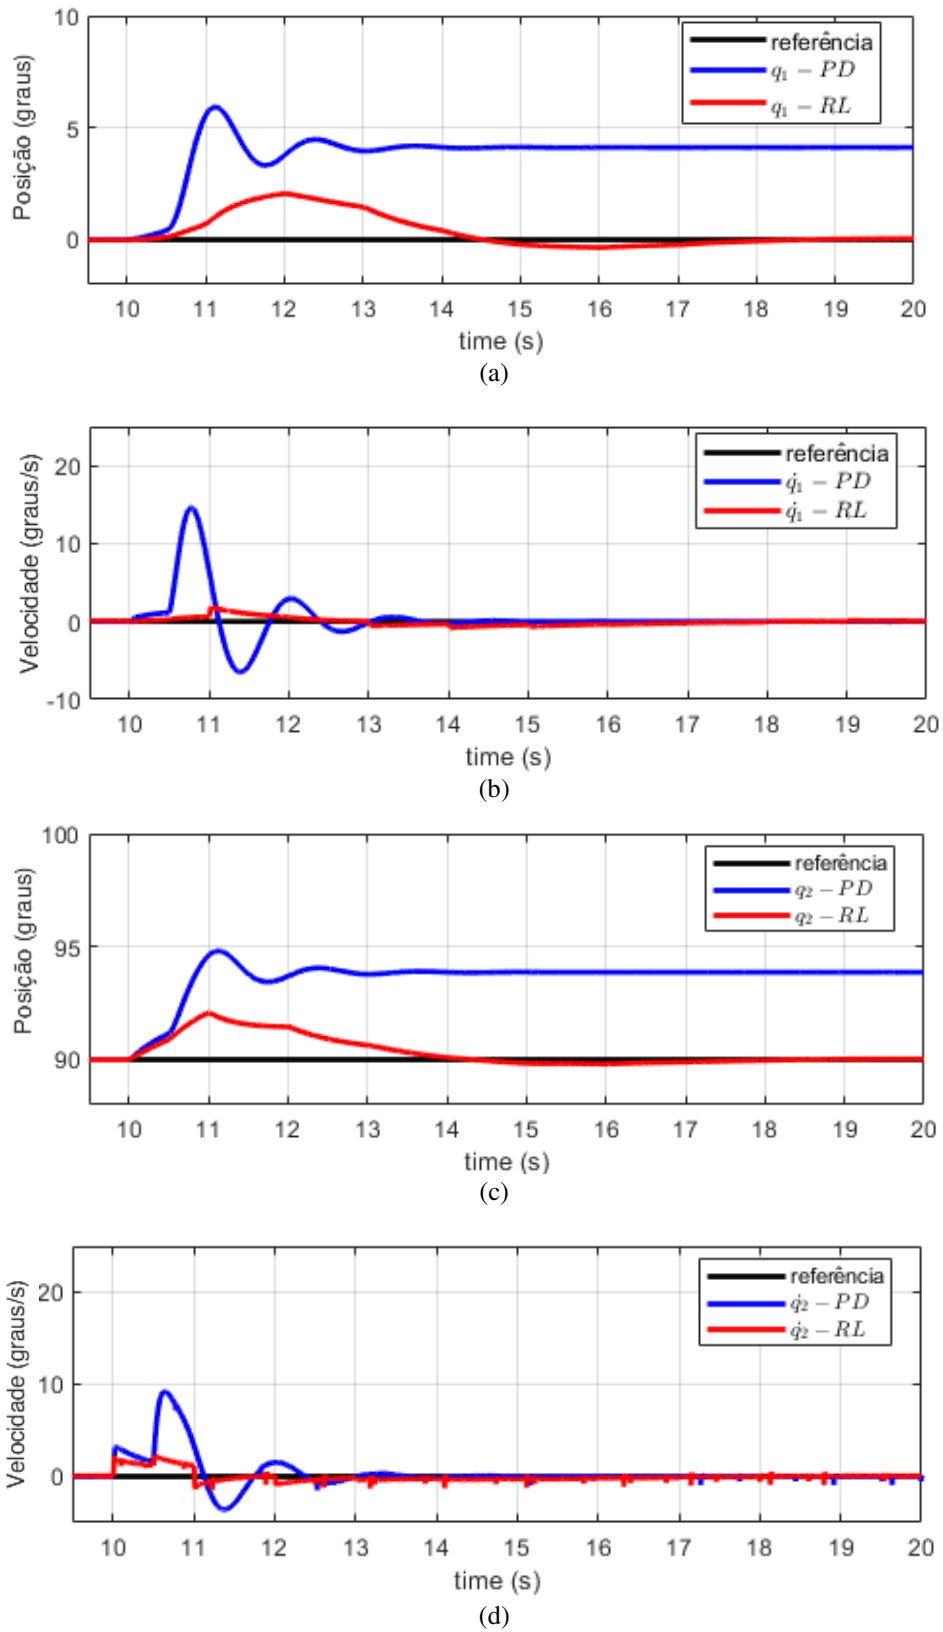 10
5
0
Posição (graus)
referência
q₁ − PD
q₁ − RL
10 11 12 13 14 15 16 17 18 19 20
time (s)
(a)
20
10
0
-10
Velocidade (graus/s)
referência
q̇₁ − PD
q̇₁ − RL
10 11 12 13 14 15 16 17 18 19 20
time (s)
(b)
100
95
90
Posição (graus)
referência
q₂ − PD
q₂ − RL
10 11 12 13 14 15 16 17 18 19 20
time (s)
(c)
20
10
0
Velocidade (graus/s)
referência
q̇₂ − PD
q̇₂ − RL
10 11 12 13 14 15 16 17 18 19 20
time (s)
(d)